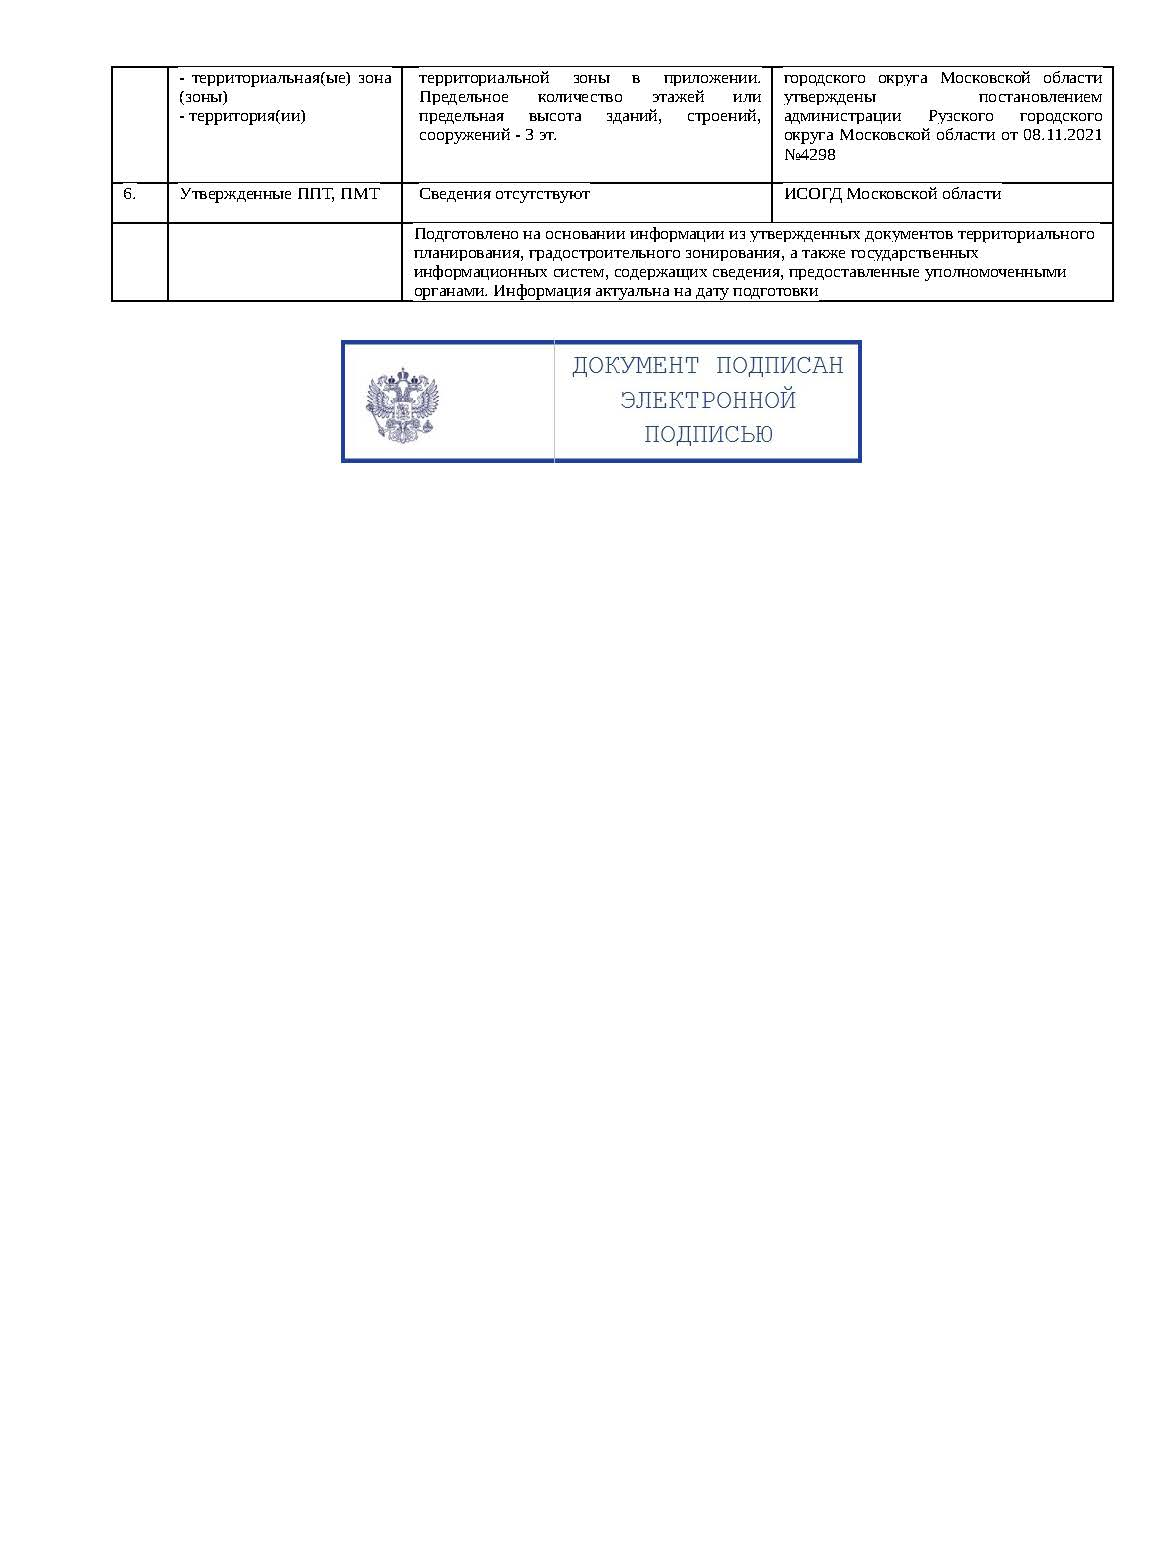 - территориальная(ые) зона
(зоны)
- территория(ии)
территориальной зоны в приложении.
Предельное количество этажей или
предельная высота зданий, строений,
сооружений - 3 эт.
городского округа Московской области
утверждены постановлением
администрации Рузского городского
округа Московской области от 08.11.2021
№4298
6.
Утвержденные ППТ, ПМТ
Сведения отсутствуют
ИСОГД Московской области
Подготовлено на основании информации из утвержденных документов территориального
планирования, градостроительного зонирования, а также государственных
информационных систем, содержащих сведения, предоставленные уполномоченными
органами. Информация актуальна на дату подготовки
ДОКУМЕНТ ПОДПИСАН
ЭЛЕКТРОННОЙ
ПОДПИСЬЮ